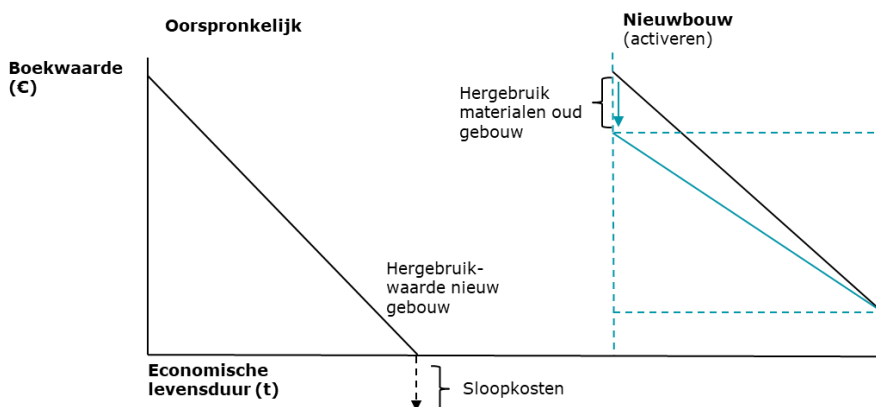 Oorspronkelijk
Nieuwbouw
(activeren)
Boekwaarde
(€)
Hergebruik
materialen oud
gebouw
Hergebruik-
waarde nieuw
gebouw
Economische
levensduur (t)
Sloopkosten